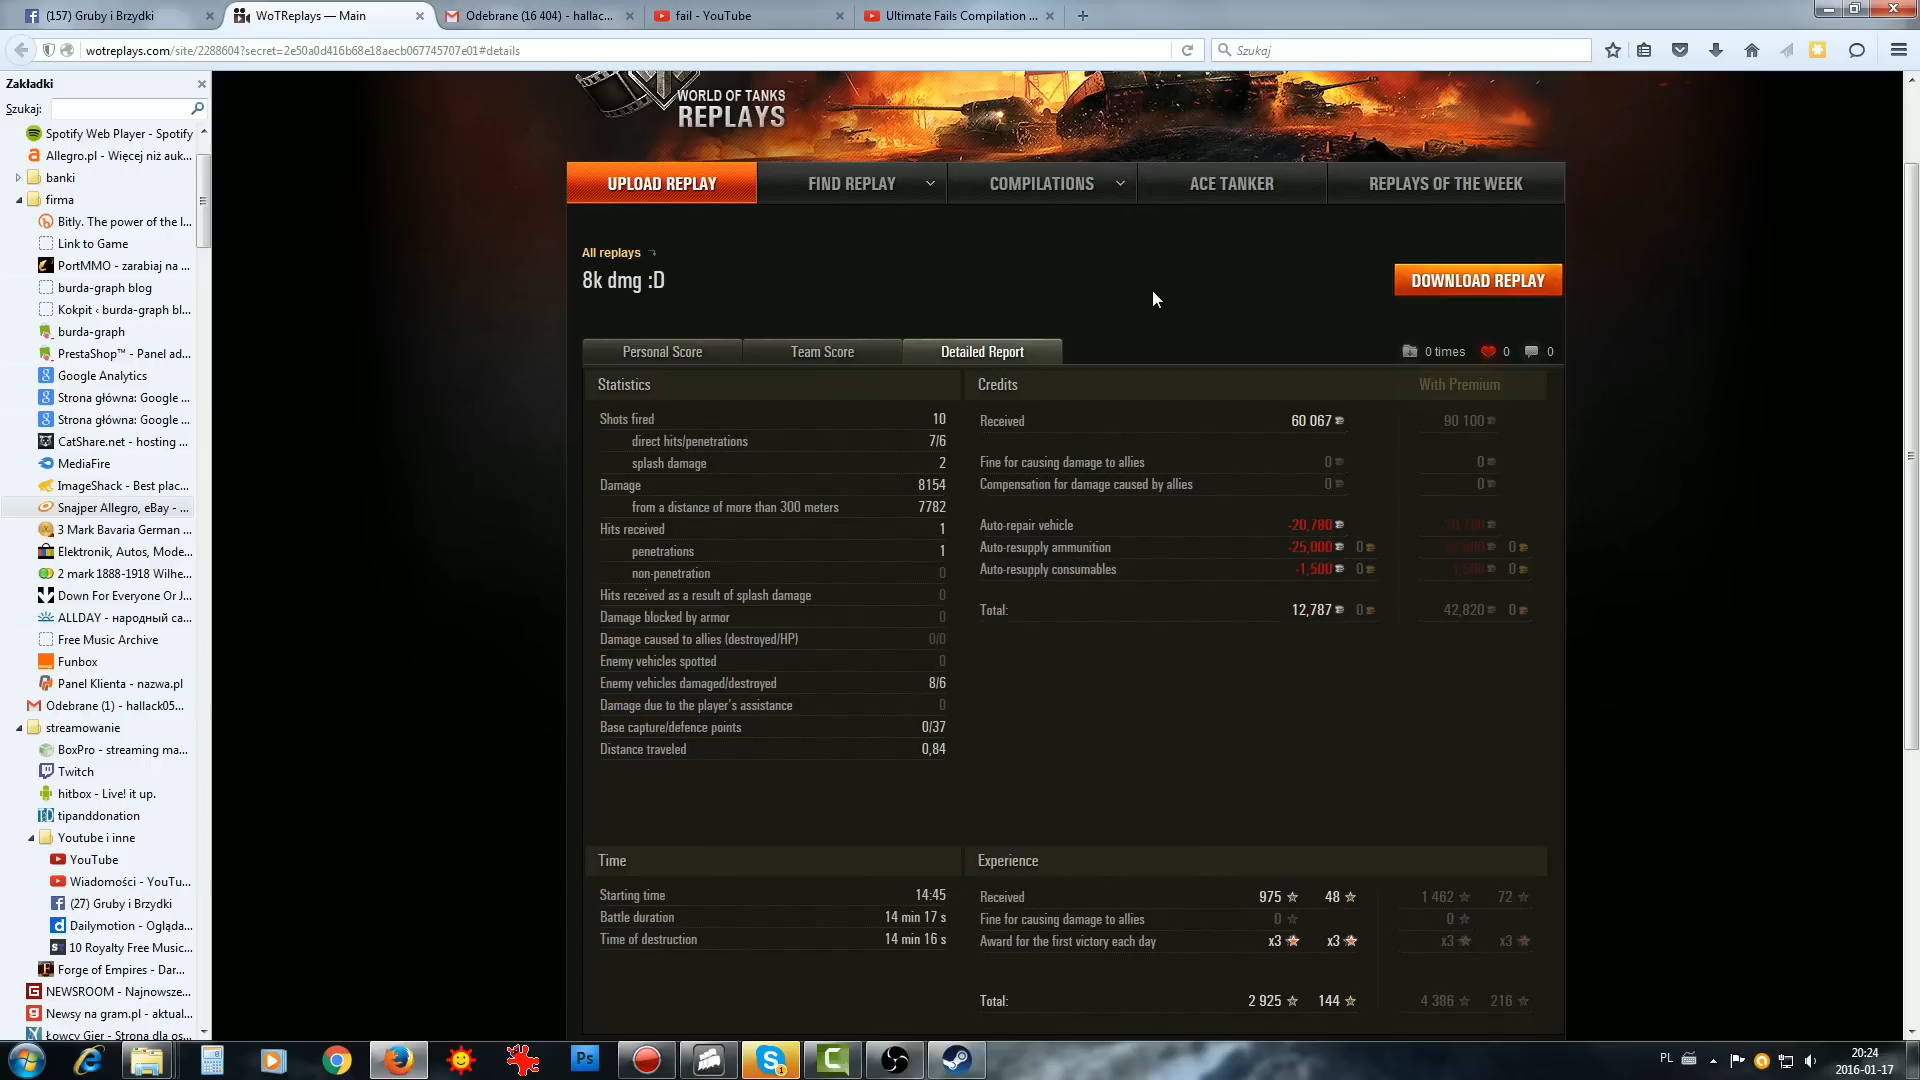 (157) Gruby i Brzydki
WoTReplays — Main
Odebrane (16 404) - hallac...
fail - YouTube
Ultimate Fails Compilation ...
wotreplays.com/site/2288604?secret=2e50a0d416b68e18aecb067745707e01#details
Szukaj
Zakładki
Szukaj:
Spotify Web Player - Spotify
Allegro.pl - Więcej niż auk...
banki
firma
Bitly. The power of the l...
Link to Game
PortMMO - zarabiaj na ...
burda-graph blog
Kokpit ‹ burda-graph bl...
burda-graph
PrestaShop™ - Panel ad...
Google Analytics
Strona główna: Google ...
Strona główna: Google ...
CatShare.net - hosting ...
MediaFire
ImageShack - Best plac...
Snajper Allegro, eBay - ...
3 Mark Bavaria German ...
Elektronik, Autos, Mode...
2 mark 1888-1918 Wilhe...
Down For Everyone Or J...
ALLDAY - народный са...
Free Music Archive
Funbox
Panel Klienta - nazwa.pl
Odebrane (1) - hallack05...
streamowanie
BoxPro - streaming ma...
Twitch
hitbox - Live! it up.
tipanddonation
Youtube i inne
YouTube
Wiadomości - YouTu...
(27) Gruby i Brzydki
Dailymotion - Ogląda...
10 Royalty Free Music...
Forge of Empires - Dar...
NEWSROOM - Najnowsze...
Newsy na gram.pl - aktual...
Łowcy Gier - Strona dla os...
WORLD OF TANKS
REPLAYS
UPLOAD REPLAY
FIND REPLAY
COMPILATIONS
ACE TANKER
REPLAYS OF THE WEEK
All replays
8k dmg :D
DOWNLOAD REPLAY
Personal Score
Team Score
Detailed Report
0 times
0
0
Statistics
Shots fired 10
direct hits/penetrations 7/6
splash damage 2
Damage 8154
from a distance of more than 300 meters 7782
Hits received 1
penetrations 1
non-penetration 0
Hits received as a result of splash damage 0
Damage blocked by armor 0
Damage caused to allies (destroyed/HP) 0/0
Enemy vehicles spotted 0
Enemy vehicles damaged/destroyed 8/6
Damage due to the player's assistance 0
Base capture/defence points 0/37
Distance traveled 0,84
Credits With Premium
Received 60 067 90 100
Fine for causing damage to allies 0 0
Compensation for damage caused by allies 0 0
Auto-repair vehicle -20,780
Auto-resupply ammunition -25,000 0 0
Auto-resupply consumables -1,500 0 0
Total: 12,787 0 42,820 0
Time
Starting time 14:45
Battle duration 14 min 17 s
Time of destruction 14 min 16 s
Experience
Received 975 48 1 462 72
Fine for causing damage to allies 0 0
Award for the first victory each day x3 x3 x3 x3
Total: 2 925 144 4 386 216
Ps
PL
20:24
2016-01-17